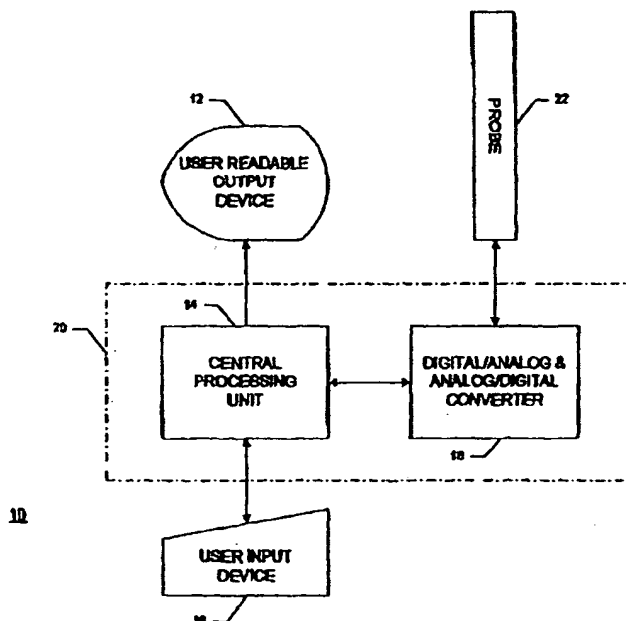 12
USER READABLE
OUTPUT
DEVICE
PROBE
22
20
14
CENTRAL
PROCESSING
UNIT
DIGITAL/ANALOG &
ANALOG/DIGITAL
CONVERTER
18
10
USER INPUT
DEVICE